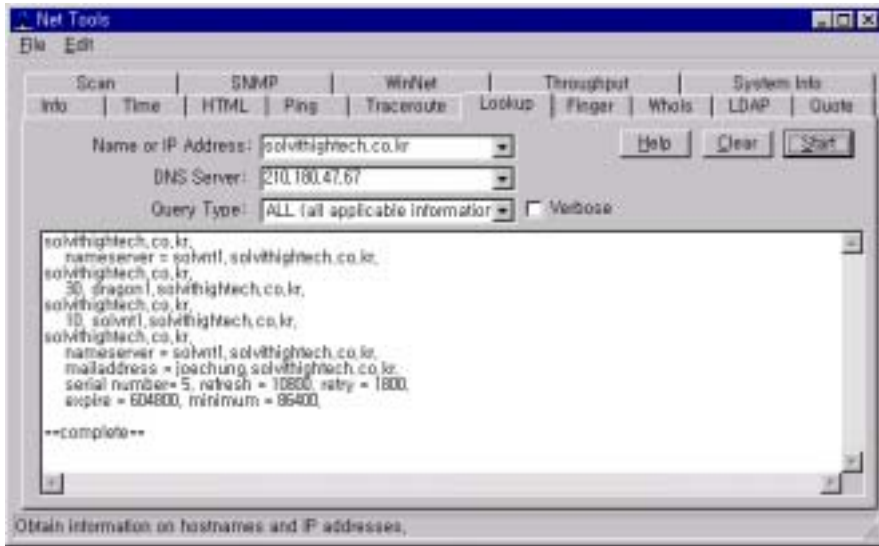 Net Tools
File Edit
Scan SNMP WinNet Throughput System Info
Info Time HTML Ping Traceroute Lookup Finger Whois LDAP Quote
Name or IP Address: solvithightech.co.kr Help Clear Start
DNS Server: 210.180.47.67
Query Type: ALL (all applicable information Verbose
solvithightech.co.kr.
nameserver = solvnt1.solvithightech.co.kr.
solvithightech.co.kr.
30, dragon1.solvithightech.co.kr.
solvithightech.co.kr.
10, solvnt1.solvithightech.co.kr.
solvithightech.co.kr.
nameserver = solvnt1.solvithightech.co.kr.
mailaddress = joechung.solvithightech.co.kr.
serial number= 5, refresh = 10800, retry = 1800,
expire = 604800, minimum = 86400,
==complete==
Obtain information on hostnames and IP addresses.